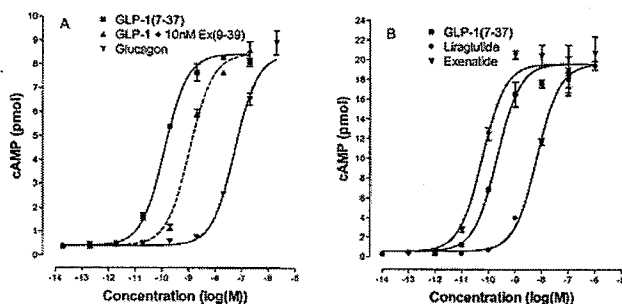 A
GLP-1(7-37)
GLP-1 + 10nM Ex(9-39)
Glucagon
cAMP (pmol)
10
9
8
7
6
5
4
3
2
1
0
-14 -13 -12 -11 -10 -9 -8 -7 -6 -5
Concentration (log(M))
B
GLP-1(7-37)
Liraglutide
Exenatide
cAMP (pmol)
24
22
20
18
16
14
12
10
8
6
4
2
0
-14 -13 -12 -11 -10 -9 -8 -7 -6 -5
Concentration (log(M))